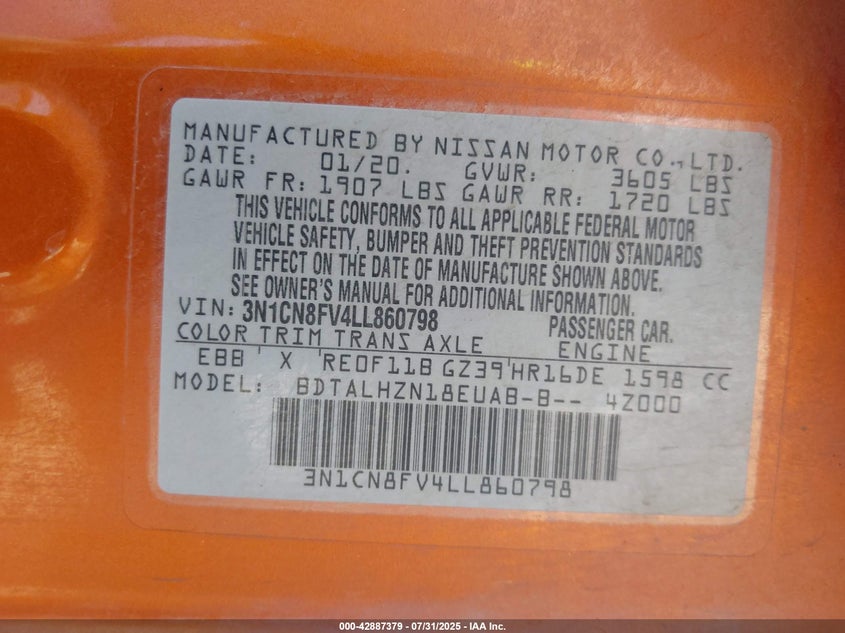 MANUFACTURED BY NISSAN MOTOR CO., LTD.
DATE: 01/20. GVWR: 3605 LBS
GAWR FR: 1907 LBS GAWR RR: 1720 LBS
THIS VEHICLE CONFORMS TO ALL APPLICABLE FEDERAL MOTOR
VEHICLE SAFETY, BUMPER AND THEFT PREVENTION STANDARDS
IN EFFECT ON THE DATE OF MANUFACTURE SHOWN ABOVE.
SEE OWNER'S MANUAL FOR ADDITIONAL INFORMATION.
VIN: 3N1CN8FV4LL860798 PASSENGER CAR.
COLOR TRIM TRANS AXLE ENGINE
EBB ' X 'RE0F11B GZ39'HR16DE 1598 CC
MODEL: BDTALHZN18EUAB-B-- 4Z000
3N1CN8FV4LL860798
000-42887379 - 07/31/2025 - IAA Inc.